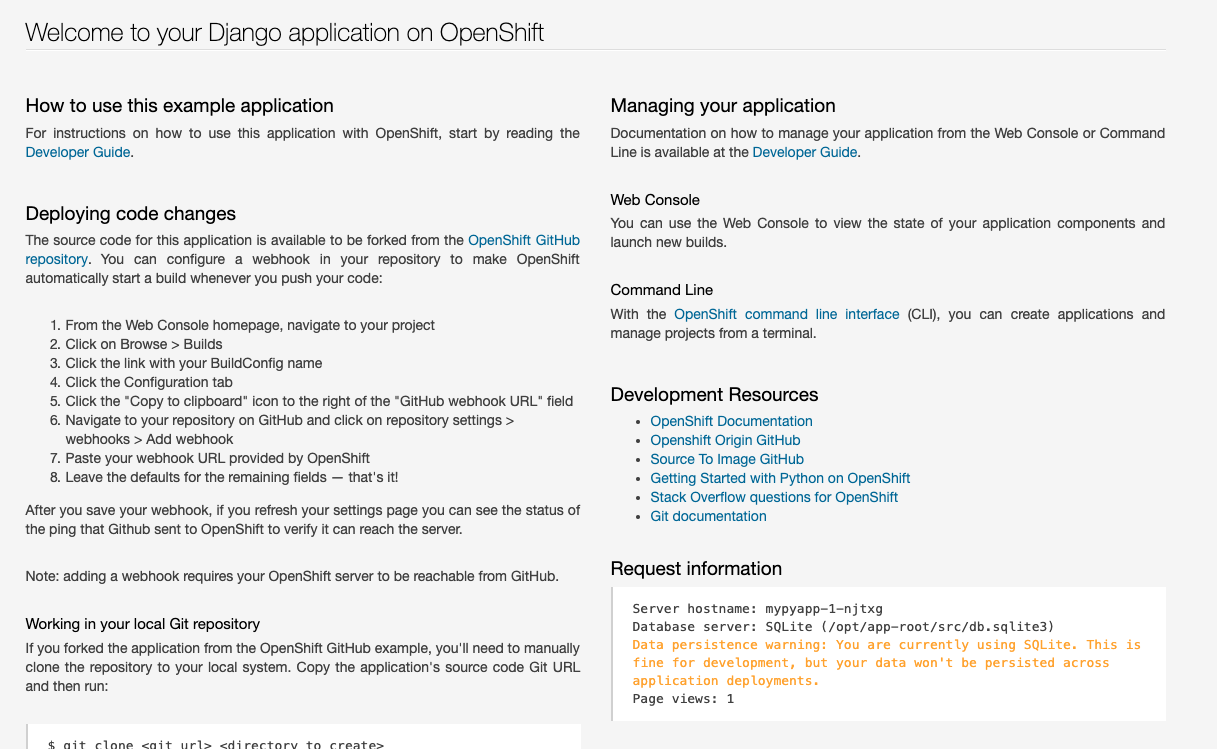 Welcome to your Django application on OpenShift
How to use this example application
For instructions on how to use this application with OpenShift, start by reading the
Developer Guide.
Deploying code changes
The source code for this application is available to be forked from the OpenShift GitHub
repository. You can configure a webhook in your repository to make OpenShift
automatically start a build whenever you push your code:
1. From the Web Console homepage, navigate to your project
2. Click on Browse > Builds
3. Click the link with your BuildConfig name
4. Click the Configuration tab
5. Click the "Copy to clipboard" icon to the right of the "GitHub webhook URL" field
6. Navigate to your repository on GitHub and click on repository settings >
webhooks > Add webhook
7. Paste your webhook URL provided by OpenShift
8. Leave the defaults for the remaining fields — that's it!
After you save your webhook, if you refresh your settings page you can see the status of
the ping that Github sent to OpenShift to verify it can reach the server.
Note: adding a webhook requires your OpenShift server to be reachable from GitHub.
Working in your local Git repository
If you forked the application from the OpenShift GitHub example, you'll need to manually
clone the repository to your local system. Copy the application's source code Git URL
and then run:
$ git clone <git_url> <directory_to_create>
Managing your application
Documentation on how to manage your application from the Web Console or Command
Line is available at the Developer Guide.
Web Console
You can use the Web Console to view the state of your application components and
launch new builds.
Command Line
With the OpenShift command line interface (CLI), you can create applications and
manage projects from a terminal.
Development Resources
• OpenShift Documentation
• Openshift Origin GitHub
• Source To Image GitHub
• Getting Started with Python on OpenShift
• Stack Overflow questions for OpenShift
• Git documentation
Request information
Server hostname: mypyapp-1-njtxg
Database server: SQLite (/opt/app-root/src/db.sqlite3)
Data persistence warning: You are currently using SQLite. This is
fine for development, but your data won't be persisted across
application deployments.
Page views: 1